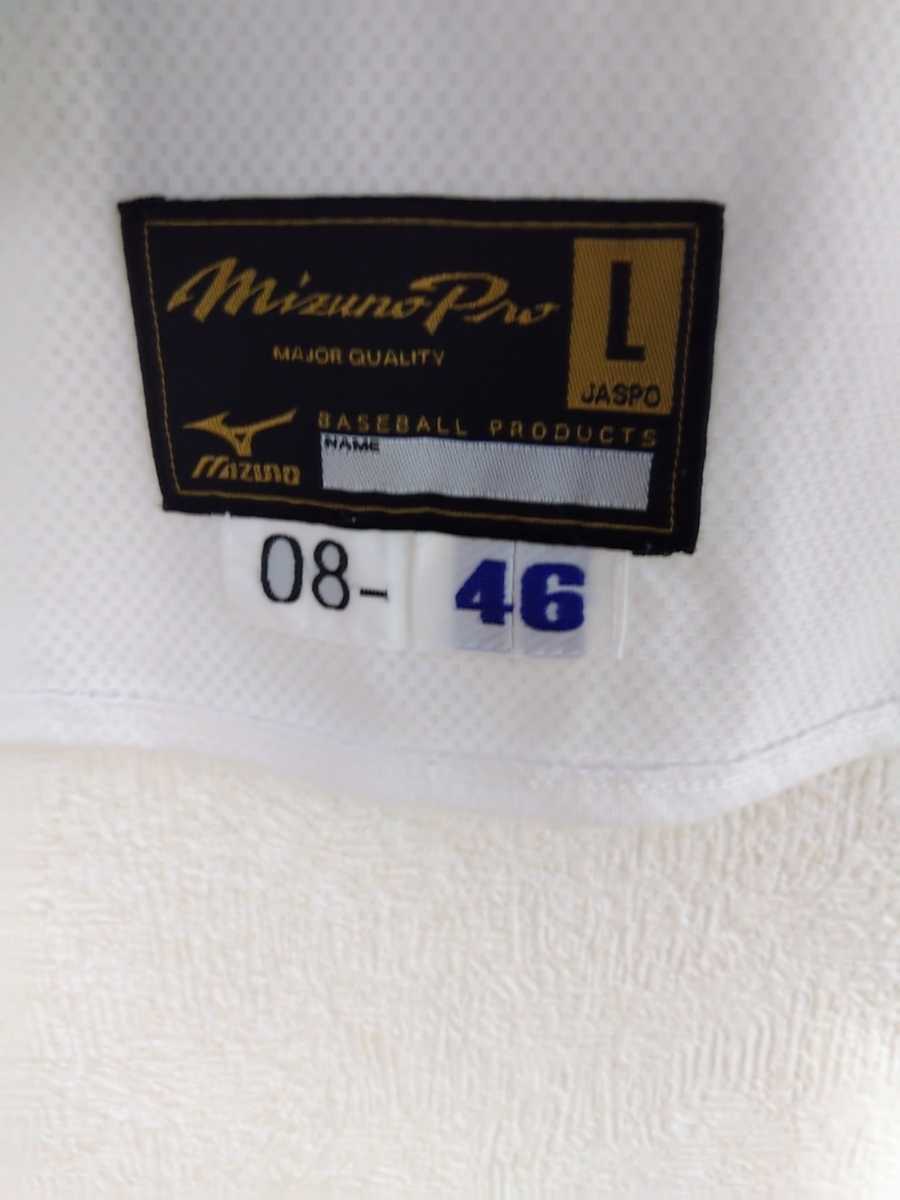 Mizuno Pro
L
MAJOR QUALITY
JASPO
MIZUNO
BASEBALL PRODUCTS
NAME
08-
46